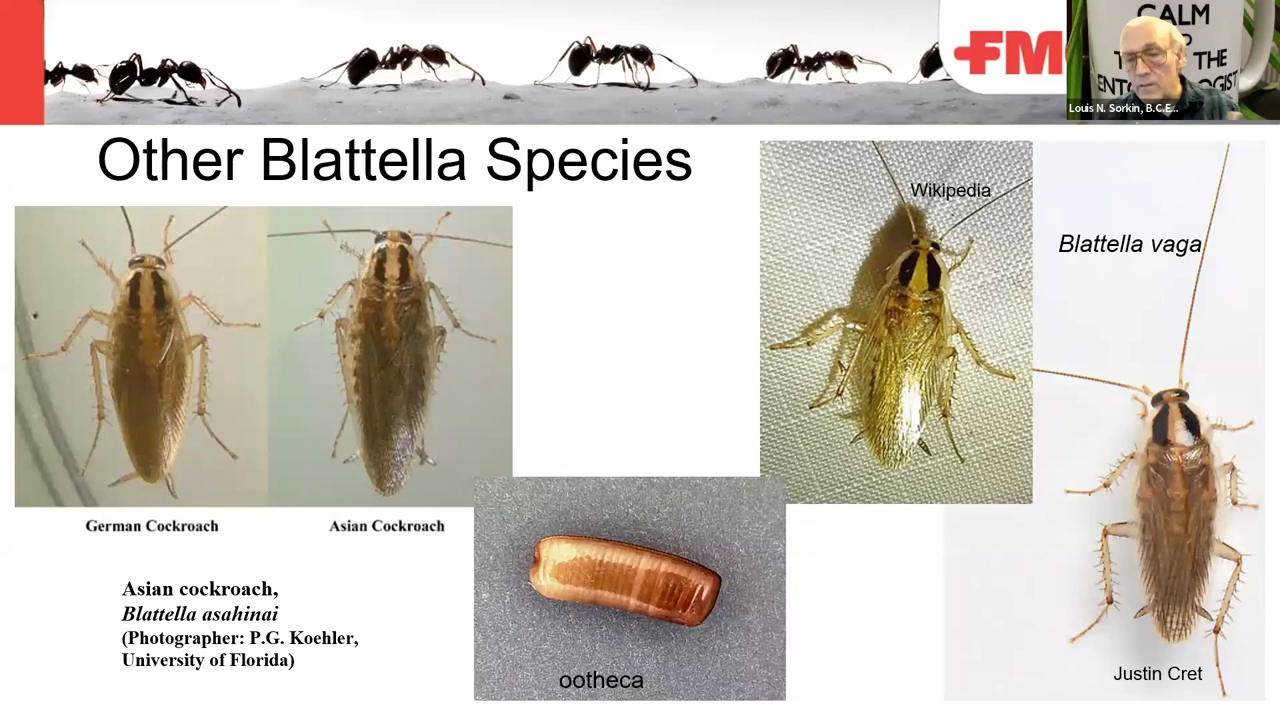 FM
CALM
THE
Louis N. Sorkin, B.C.E...
Other Blattella Species
Wikipedia
Blattella vaga
German Cockroach
Asian Cockroach
Asian cockroach,
Blattella asahinai
(Photographer: P.G. Koehler,
University of Florida)
ootheca
Justin Cret